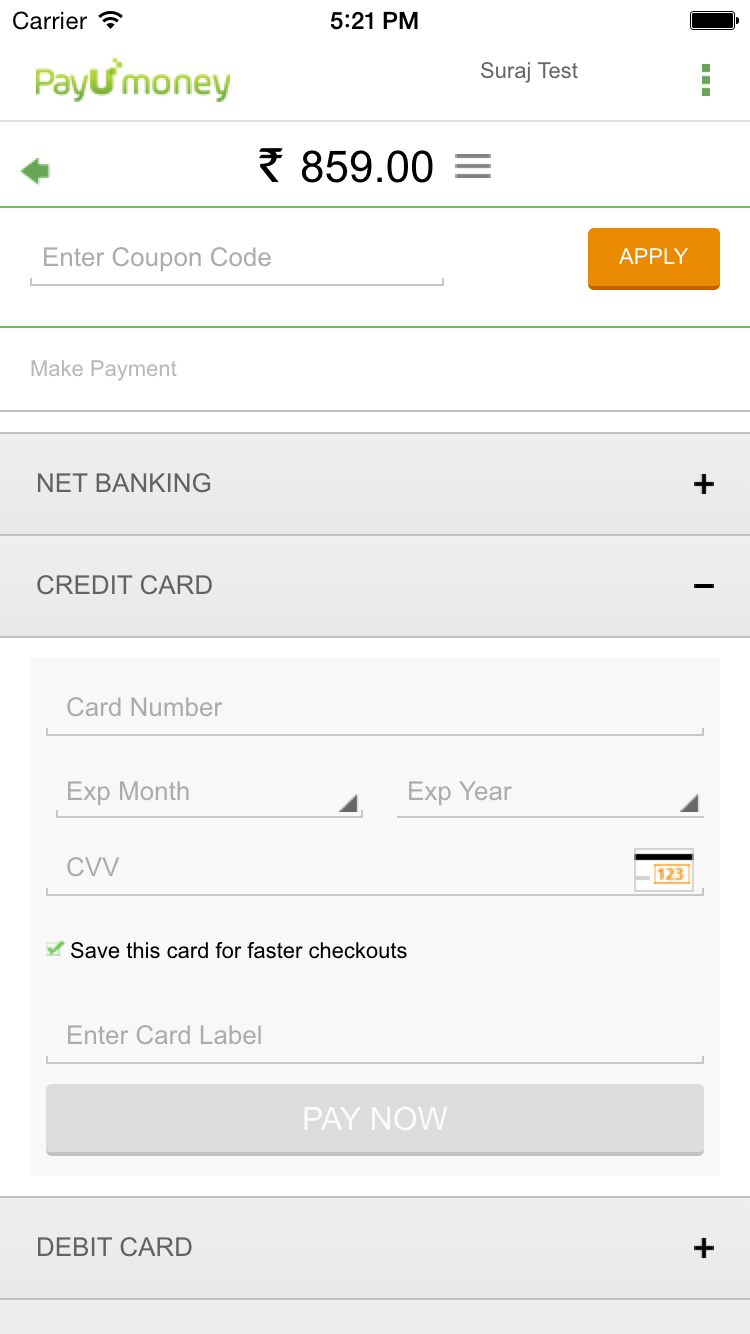 Carrier 5:21 PM
PayUmoney Suraj Test
₹ 859.00
Enter Coupon Code APPLY
Make Payment
NET BANKING +
CREDIT CARD –
Card Number
Exp Month Exp Year
CVV 123
Save this card for faster checkouts
Enter Card Label
PAY NOW
DEBIT CARD +